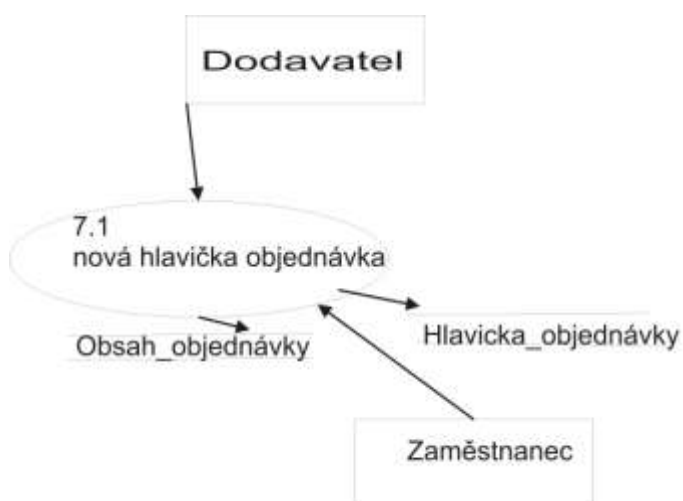 Dodavatel
7.1
nová hlavička objednávka
Obsah_objednávky
Hlavicka_objednávky
Zaměstnanec